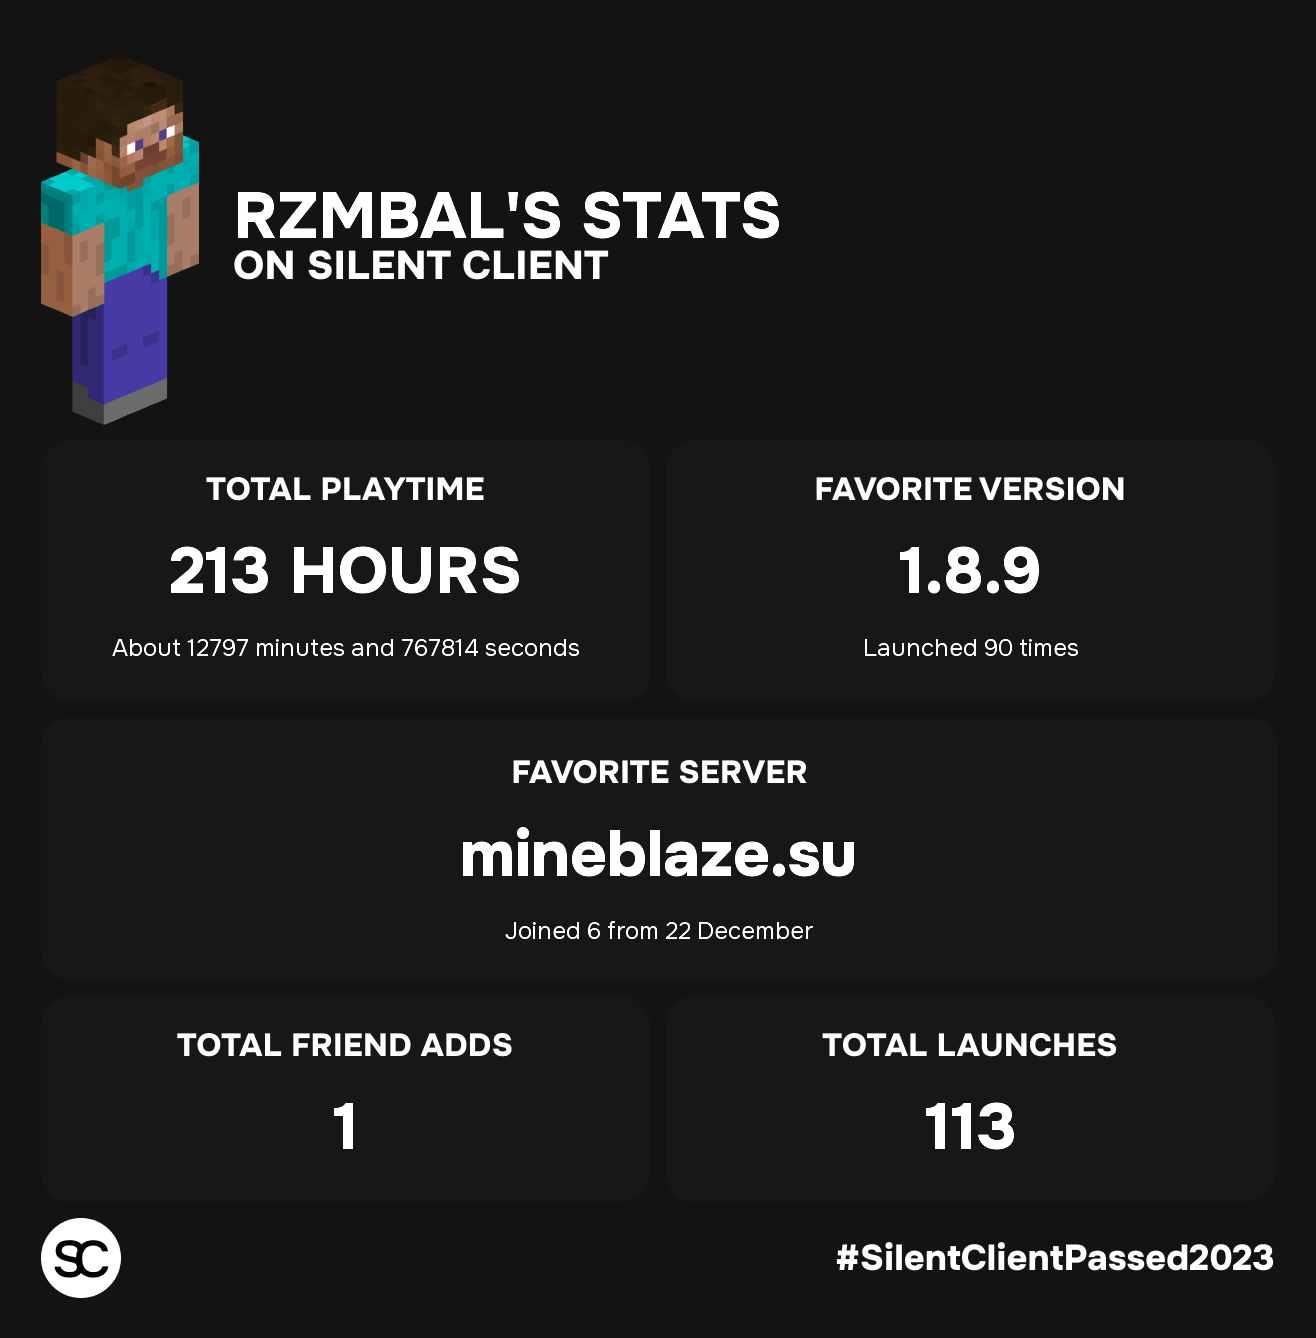 RZMBAL'S STATS
ON SILENT CLIENT
TOTAL PLAYTIME
213 HOURS
About 12797 minutes and 767814 seconds
FAVORITE VERSION
1.8.9
Launched 90 times
FAVORITE SERVER
mineblaze.su
Joined 6 from 22 December
TOTAL FRIEND ADDS
1
TOTAL LAUNCHES
113
SC
#SilentClientPassed2023